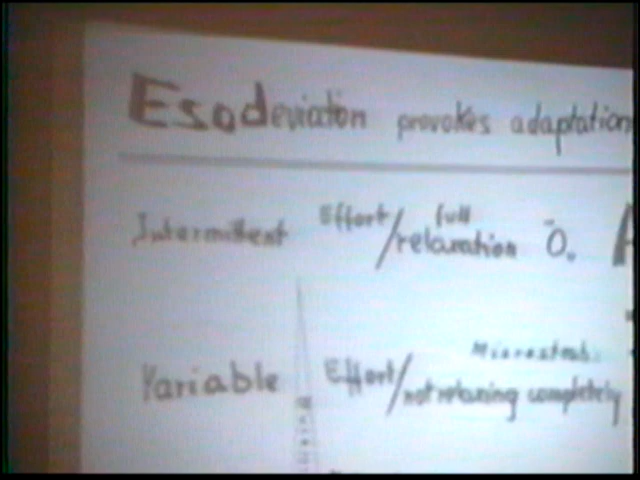 Esodeviation provokes adaptation
Intermittent Effort/full relaxation Ō.
Variable Effort/not relaxing completely